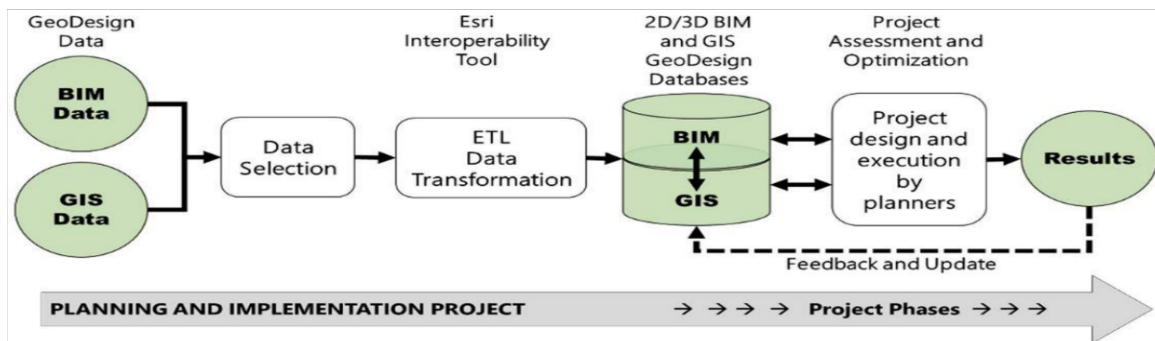 GeoDesign
Data
Esri
Interoperability
Tool
2D/3D BIM
and GIS
GeoDesign
Databases
Project
Assessment and
Optimization
BIM
Data
GIS
Data
Data
Selection
ETL
Data
Transformation
BIM
GIS
Project
design and
execution
by
planners
Results
Feedback and Update
PLANNING AND IMPLEMENTATION PROJECT → → → → Project Phases → → →